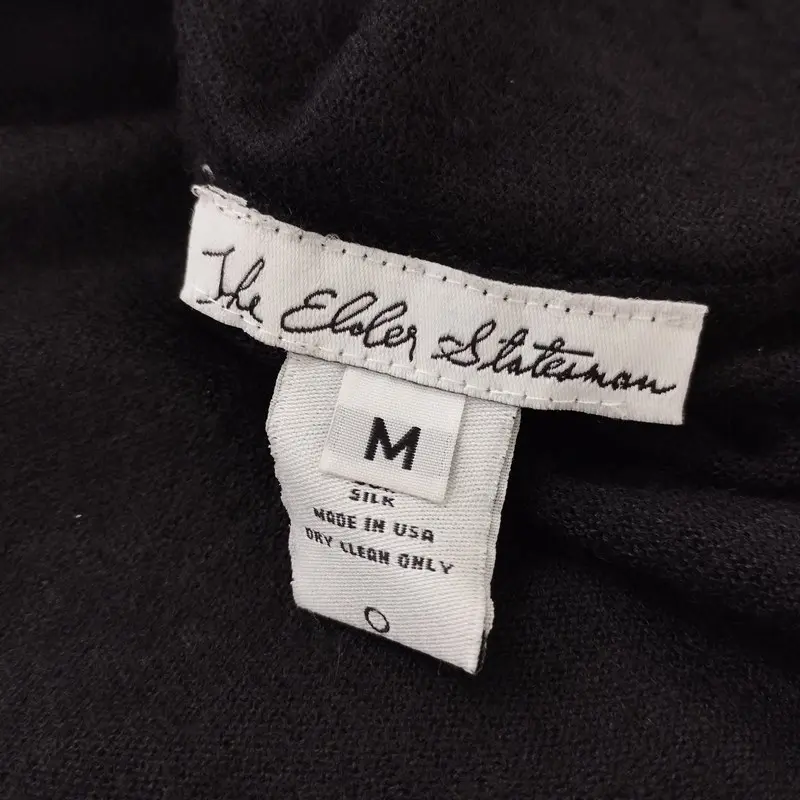 The Elder Statesman
M
SILK
MADE IN USA
DRY CLEAN ONLY